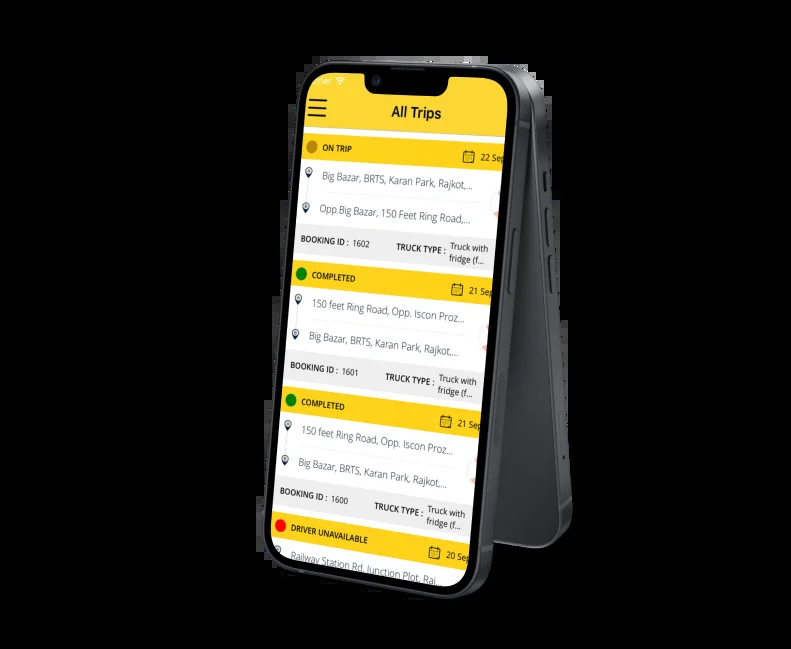 All Trips
ON TRIP 22 Sep
Big Bazar, BRTS, Karan Park, Rajkot,...
Opp.Big Bazar, 150 Feet Ring Road,...
BOOKING ID : 1602 TRUCK TYPE : Truck with
fridge (f...
COMPLETED 21 Sep
150 feet Ring Road, Opp. Iscon Proz...
Big Bazar, BRTS, Karan Park, Rajkot,...
BOOKING ID : 1601 TRUCK TYPE : Truck with
fridge (f...
COMPLETED 21 Sep
150 feet Ring Road, Opp. Iscon Proz...
Big Bazar, BRTS, Karan Park, Rajkot,...
BOOKING ID : 1600 TRUCK TYPE : Truck with
fridge (f...
DRIVER UNAVAILABLE 20 Sep
Railway Station Rd, Junction Plot, Raj...